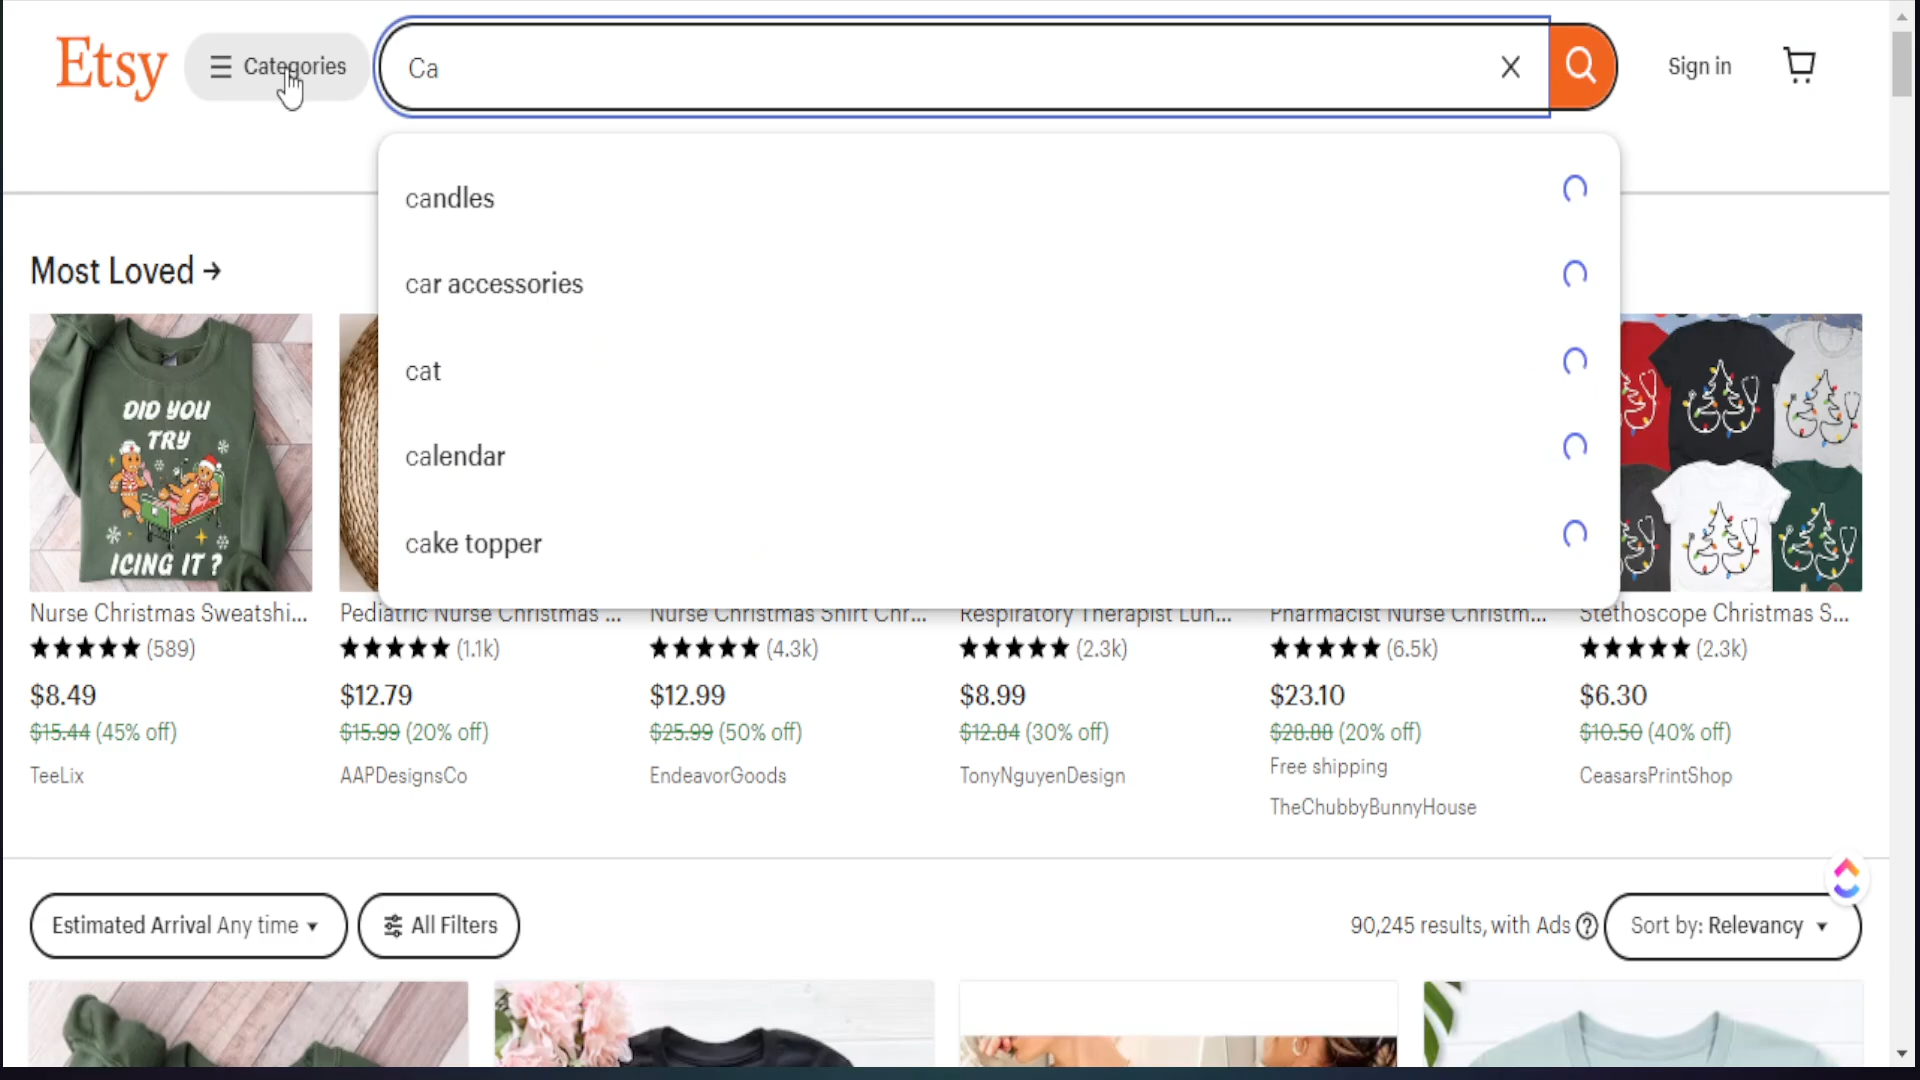 Etsy
Categories
Ca
Sign in
candles
car accessories
cat
calendar
cake topper
Most Loved →
DID YOU
TRY
ICING IT ?
Nurse Christmas Sweatshi...
Pediatric Nurse Christmas ...
Nurse Christmas Shirt Chr...
Respiratory Therapist Lun...
Pharmacist Nurse Christm...
Stethoscope Christmas S...
★★★★★ (589)
★★★★★ (1.1k)
★★★★★ (4.3k)
★★★★★ (2.3k)
★★★★★ (6.5k)
★★★★★ (2.3k)
$8.49
$12.79
$12.99
$8.99
$23.10
$6.30
$15.44 (45% off)
$15.99 (20% off)
$25.99 (50% off)
$12.84 (30% off)
$28.88 (20% off)
$10.50 (40% off)
Free shipping
TeeLix
AAPDesignsCo
EndeavorGoods
TonyNguyenDesign
TheChubbyBunnyHouse
CeasarsPrintShop
Estimated Arrival Any time
All Filters
90,245 results, with Ads ?
Sort by: Relevancy